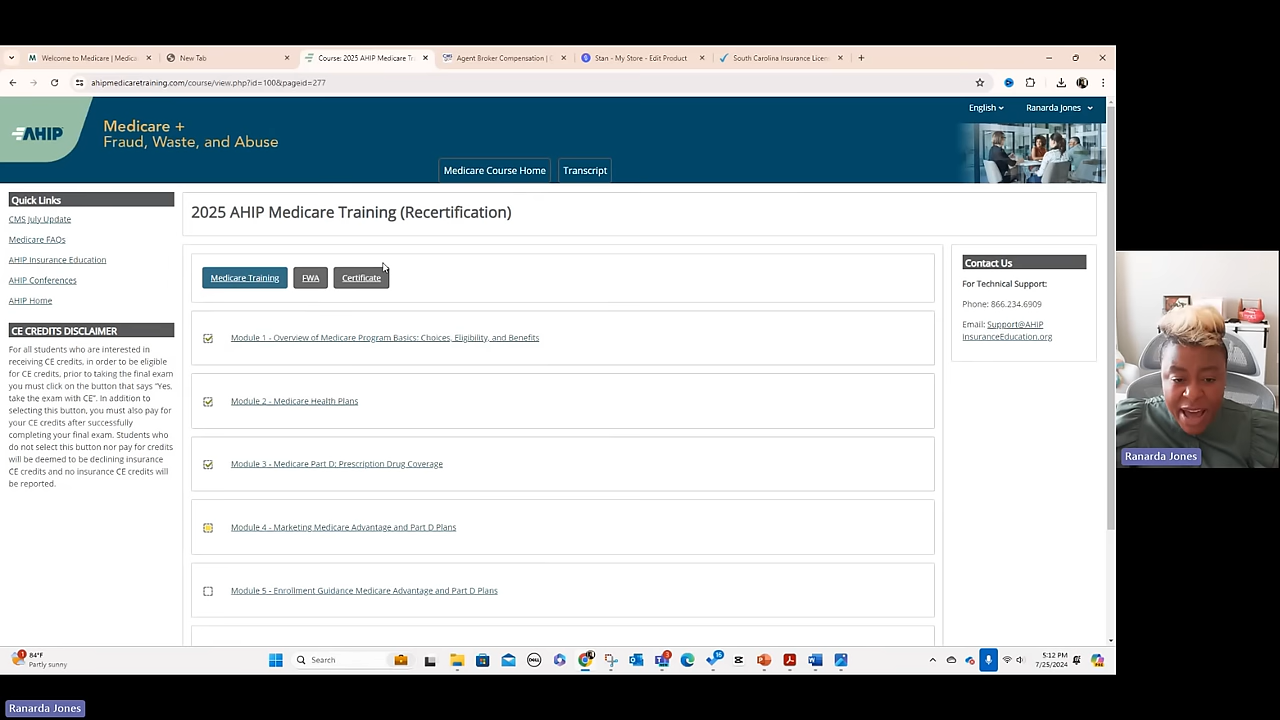 Welcome to Medicare | Medica
New Tab
Course: 2025 AHIP Medicare Tr
Agent Broker Compensation | C
Stan - My Store - Edit Product
South Carolina Insurance Licen
ahipmedicaretraining.com/course/view.php?id=100&pageid=277
AHIP
Medicare +
Fraud, Waste, and Abuse
English
Ranarda Jones
Medicare Course Home
Transcript
Quick Links
CMS July Update
Medicare FAQs
AHIP Insurance Education
AHIP Conferences
AHIP Home
CE CREDITS DISCLAIMER
For all students who are interested in
receiving CE credits, in order to be eligible
for CE credits, prior to taking the final exam
you must click on the button that says "Yes,
take the exam with CE". In addition to
selecting this button, you must also pay for
your CE credits after successfully
completing your final exam. Students who
do not select this button nor pay for credits
will be deemed to be declining insurance
CE credits and no insurance CE credits will
be reported.
2025 AHIP Medicare Training (Recertification)
Medicare Training
FWA
Certificate
Module 1 - Overview of Medicare Program Basics: Choices, Eligibility, and Benefits
Module 2 - Medicare Health Plans
Module 3 - Medicare Part D: Prescription Drug Coverage
Module 4 - Marketing Medicare Advantage and Part D Plans
Module 5 - Enrollment Guidance Medicare Advantage and Part D Plans
Contact Us
For Technical Support:
Phone: 866.234.6909
Email: Support@AHIP
InsuranceEducation.org
Ranarda Jones
84°F
Partly sunny
Search
5:12 PM
7/25/2024
Ranarda Jones